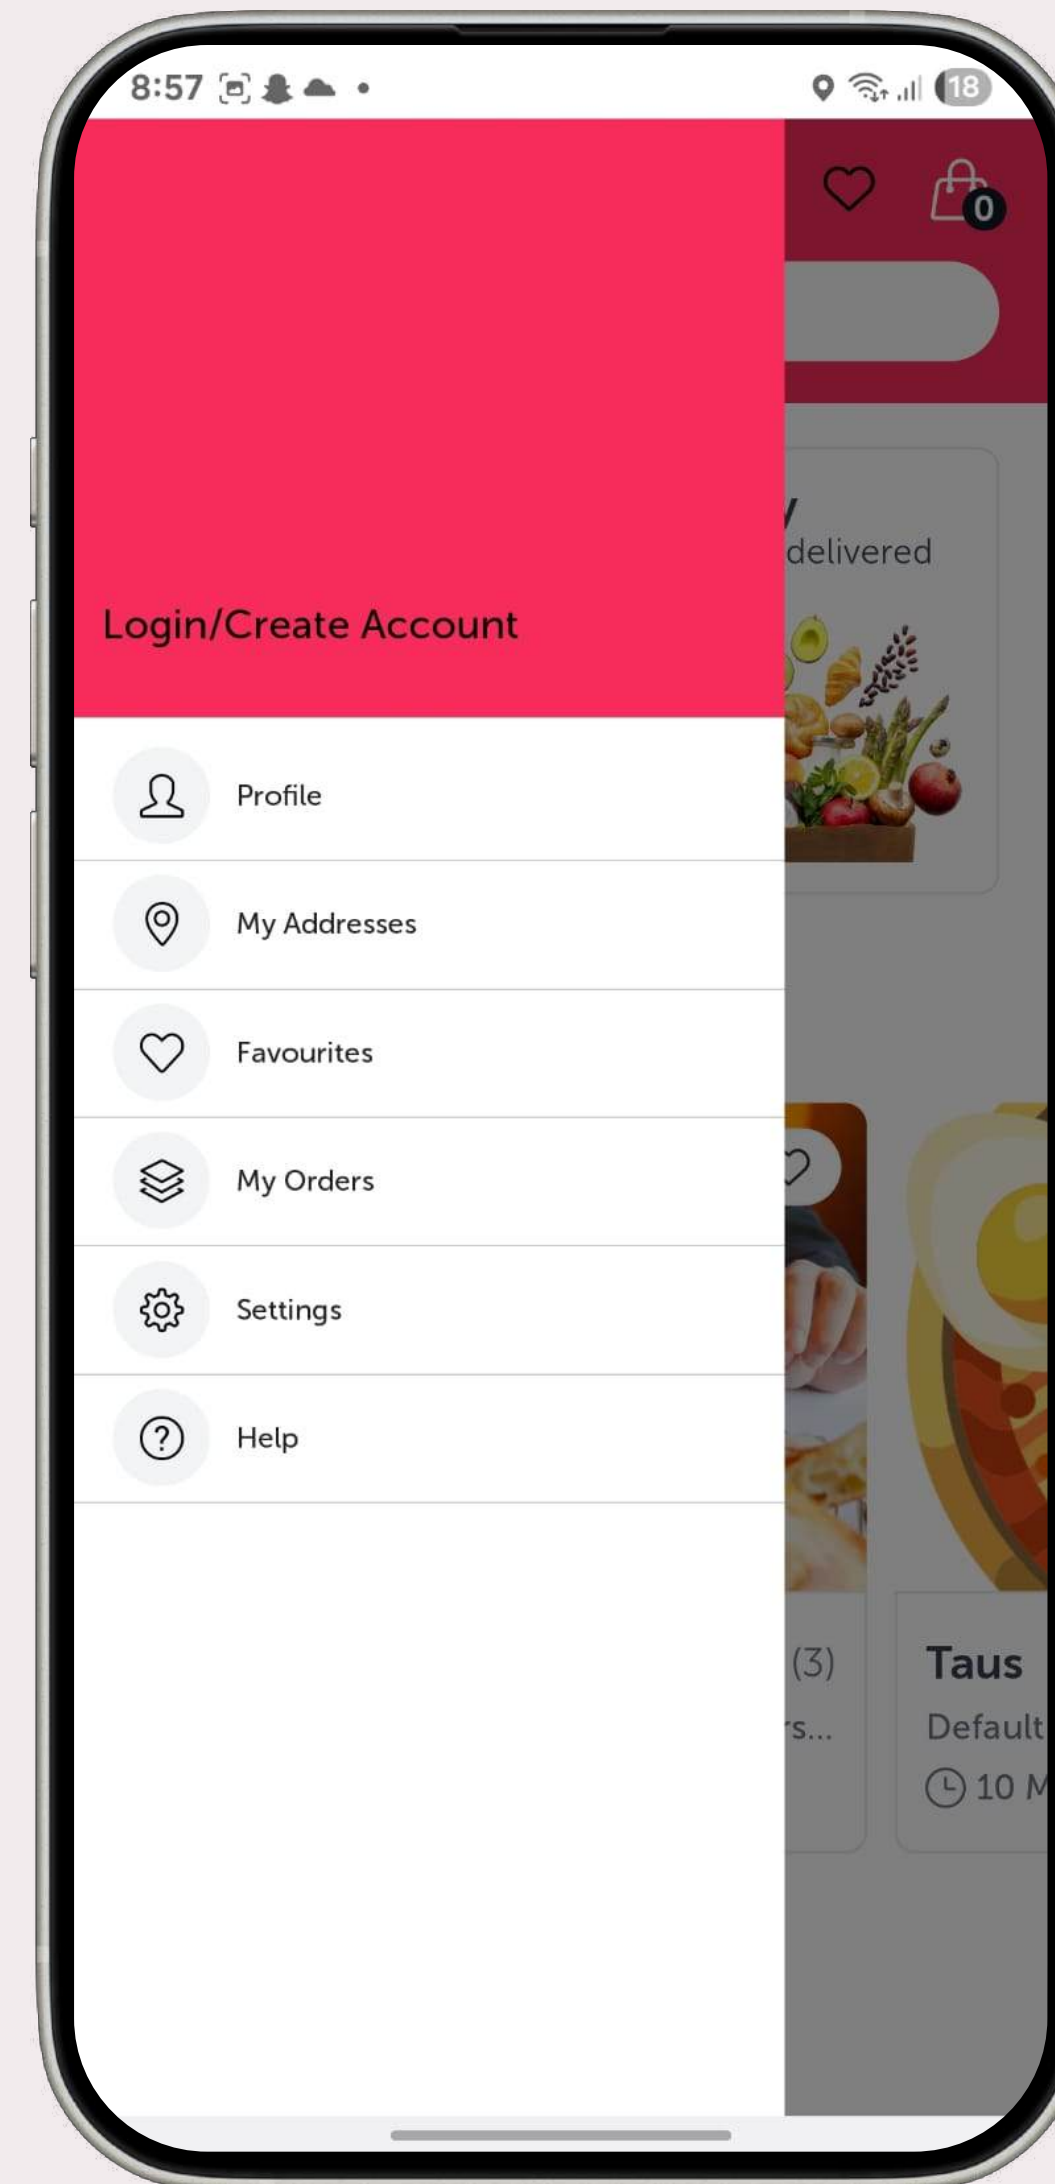 8:57
18
0
y
delivered
Login/Create Account
Profile
My Addresses
Favourites
My Orders
Settings
Help
(3)
rs...
Taus
Default
10 M